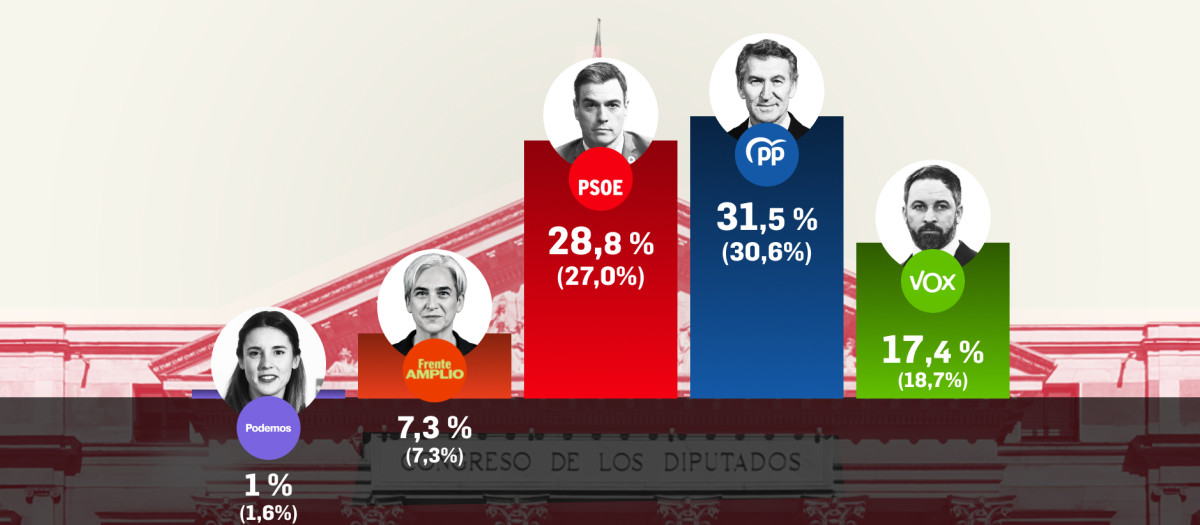 Podemos
1 %
(1,6%)
Frente
AMPLIO
7,3 %
(7,3%)
PSOE
28,8 %
(27,0%)
pp
31,5 %
(30,6%)
VOX
17,4 %
(18,7%)
CONGRESO DE LOS DIPUTADOS